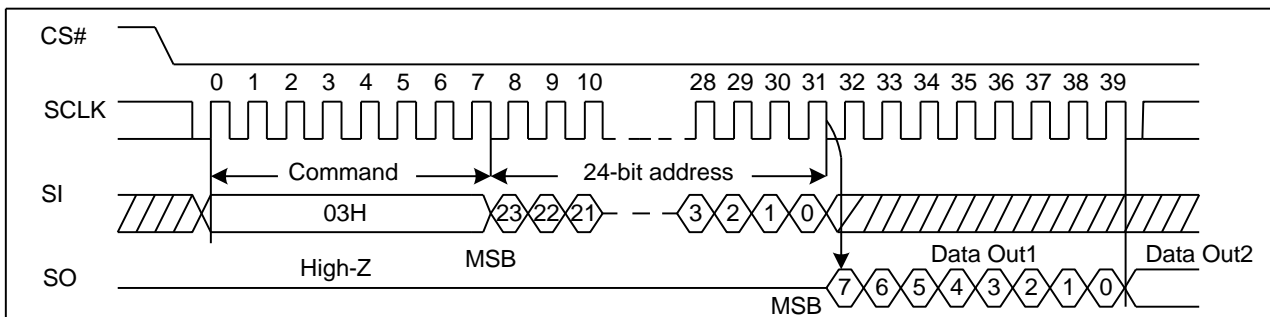 CS#
0 1 2 3 4 5 6 7 8 9 10 28 29 30 31 32 33 34 35 36 37 38 39
SCLK
Command 24-bit address
SI
03H 23 22 21 3 2 1 0
High-Z MSB Data Out1 Data Out2
SO
MSB 7 6 5 4 3 2 1 0